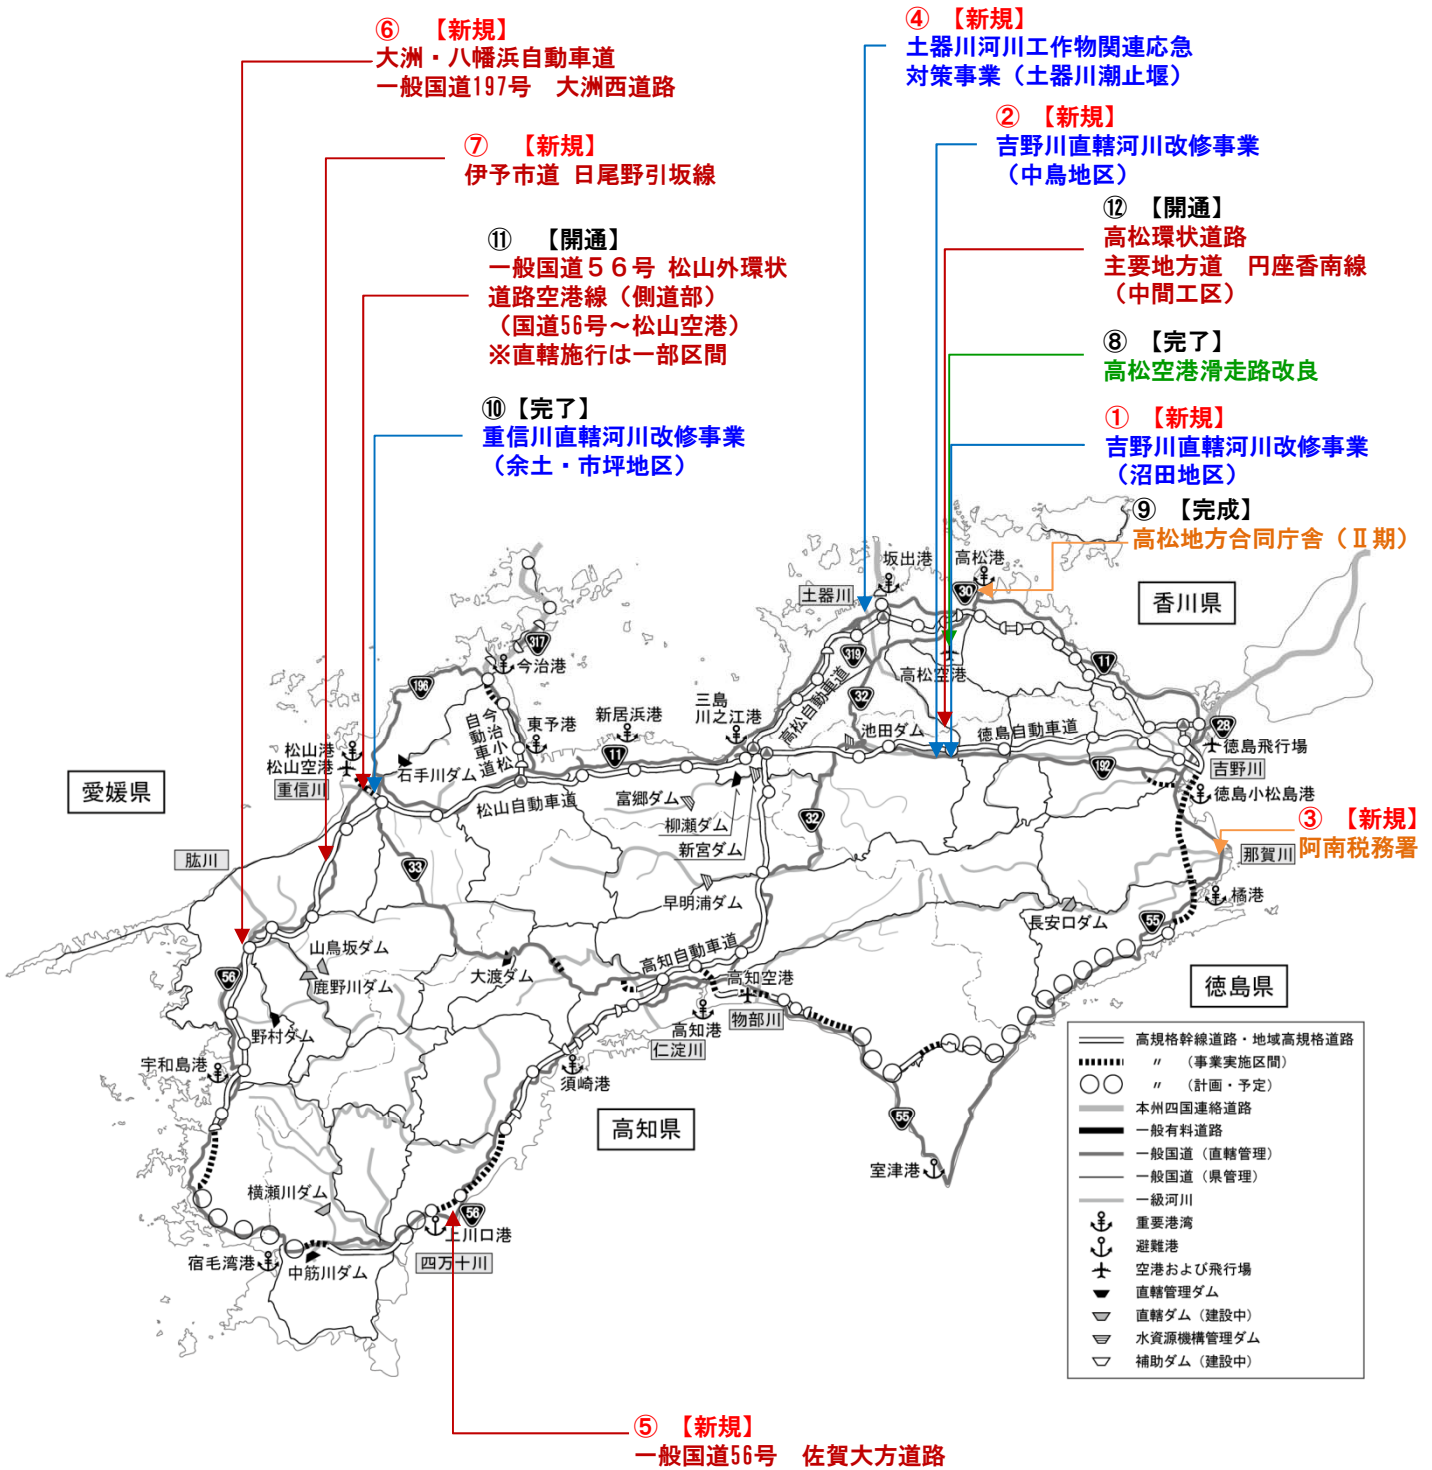 ⑥ 【新規】
大洲・八幡浜自動車道
一般国道197号 大洲西道路
④ 【新規】
土器川河川工作物関連応急
対策事業（土器川潮止堰）
⑦ 【新規】
伊予市道 日尾野引坂線
② 【新規】
吉野川直轄河川改修事業
（中鳥地区）
⑪ 【開通】
一般国道５６号 松山外環状
道路空港線（側道部）
（国道56号～松山空港）
※直轄施行は一部区間
⑫ 【開通】
高松環状道路
主要地方道 円座香南線
（中間工区）
⑧ 【完了】
高松空港滑走路改良
⑩【完了】
重信川直轄河川改修事業
（余土・市坪地区）
① 【新規】
吉野川直轄河川改修事業
（沼田地区）
⑨ 【完成】
高松地方合同庁舎（Ⅱ期）
坂出港
高松港
土器川
30
香川県
317
今治港
319
高松空港
11
196
32
三島
川之江港
高松自動車道
今治小松
自動車道
東予港
新居浜港
池田ダム
徳島自動車道
28
徳島飛行場
松山港
松山空港
重信川
石手川ダム
11
192
吉野川
愛媛県
松山自動車道
富郷ダム
柳瀬ダム
新宮ダム
32
徳島小松島港
③ 【新規】
阿南税務署
肱川
33
那賀川
早明浦ダム
橘港
長安口ダム
55
山鳥坂ダム
鹿野川ダム
大渡ダム
高知自動車道
高知空港
56
野村ダム
高知港
物部川
仁淀川
徳島県
宇和島港
須崎港
高知県
55
室津港
横瀬川ダム
56
上川口港
宿毛湾港
中筋川ダム
四万十川
高規格幹線道路・地域高規格道路
〃 （事業実施区間）
〃 （計画・予定）
本州四国連絡道路
一般有料道路
一般国道（直轄管理）
一般国道（県管理）
一級河川
重要港湾
避難港
空港および飛行場
直轄管理ダム
直轄ダム（建設中）
水資源機構管理ダム
補助ダム（建設中）
⑤ 【新規】
一般国道56号 佐賀大方道路